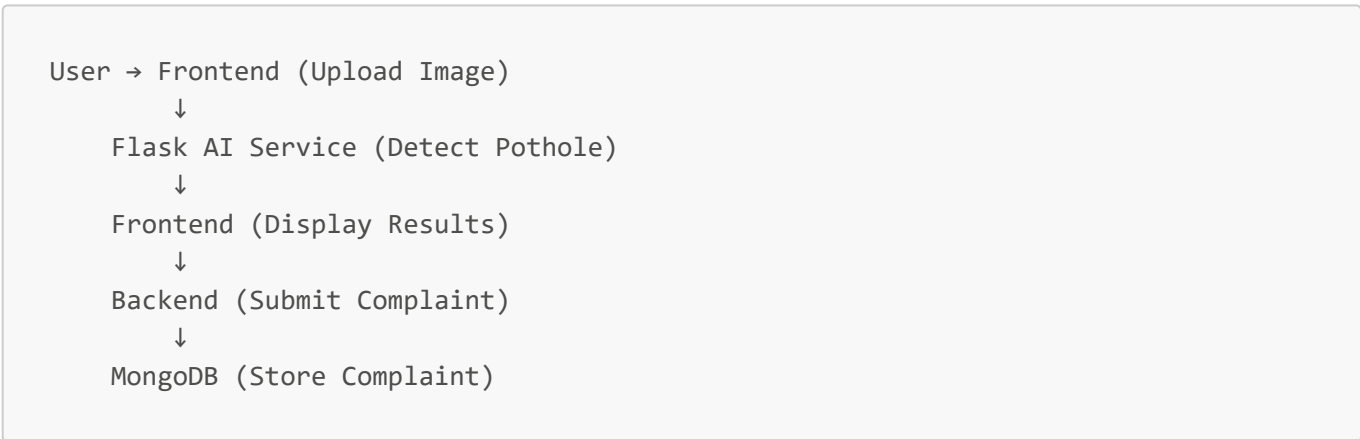 User → Frontend (Upload Image)
↓
Flask AI Service (Detect Pothole)
↓
Frontend (Display Results)
↓
Backend (Submit Complaint)
↓
MongoDB (Store Complaint)